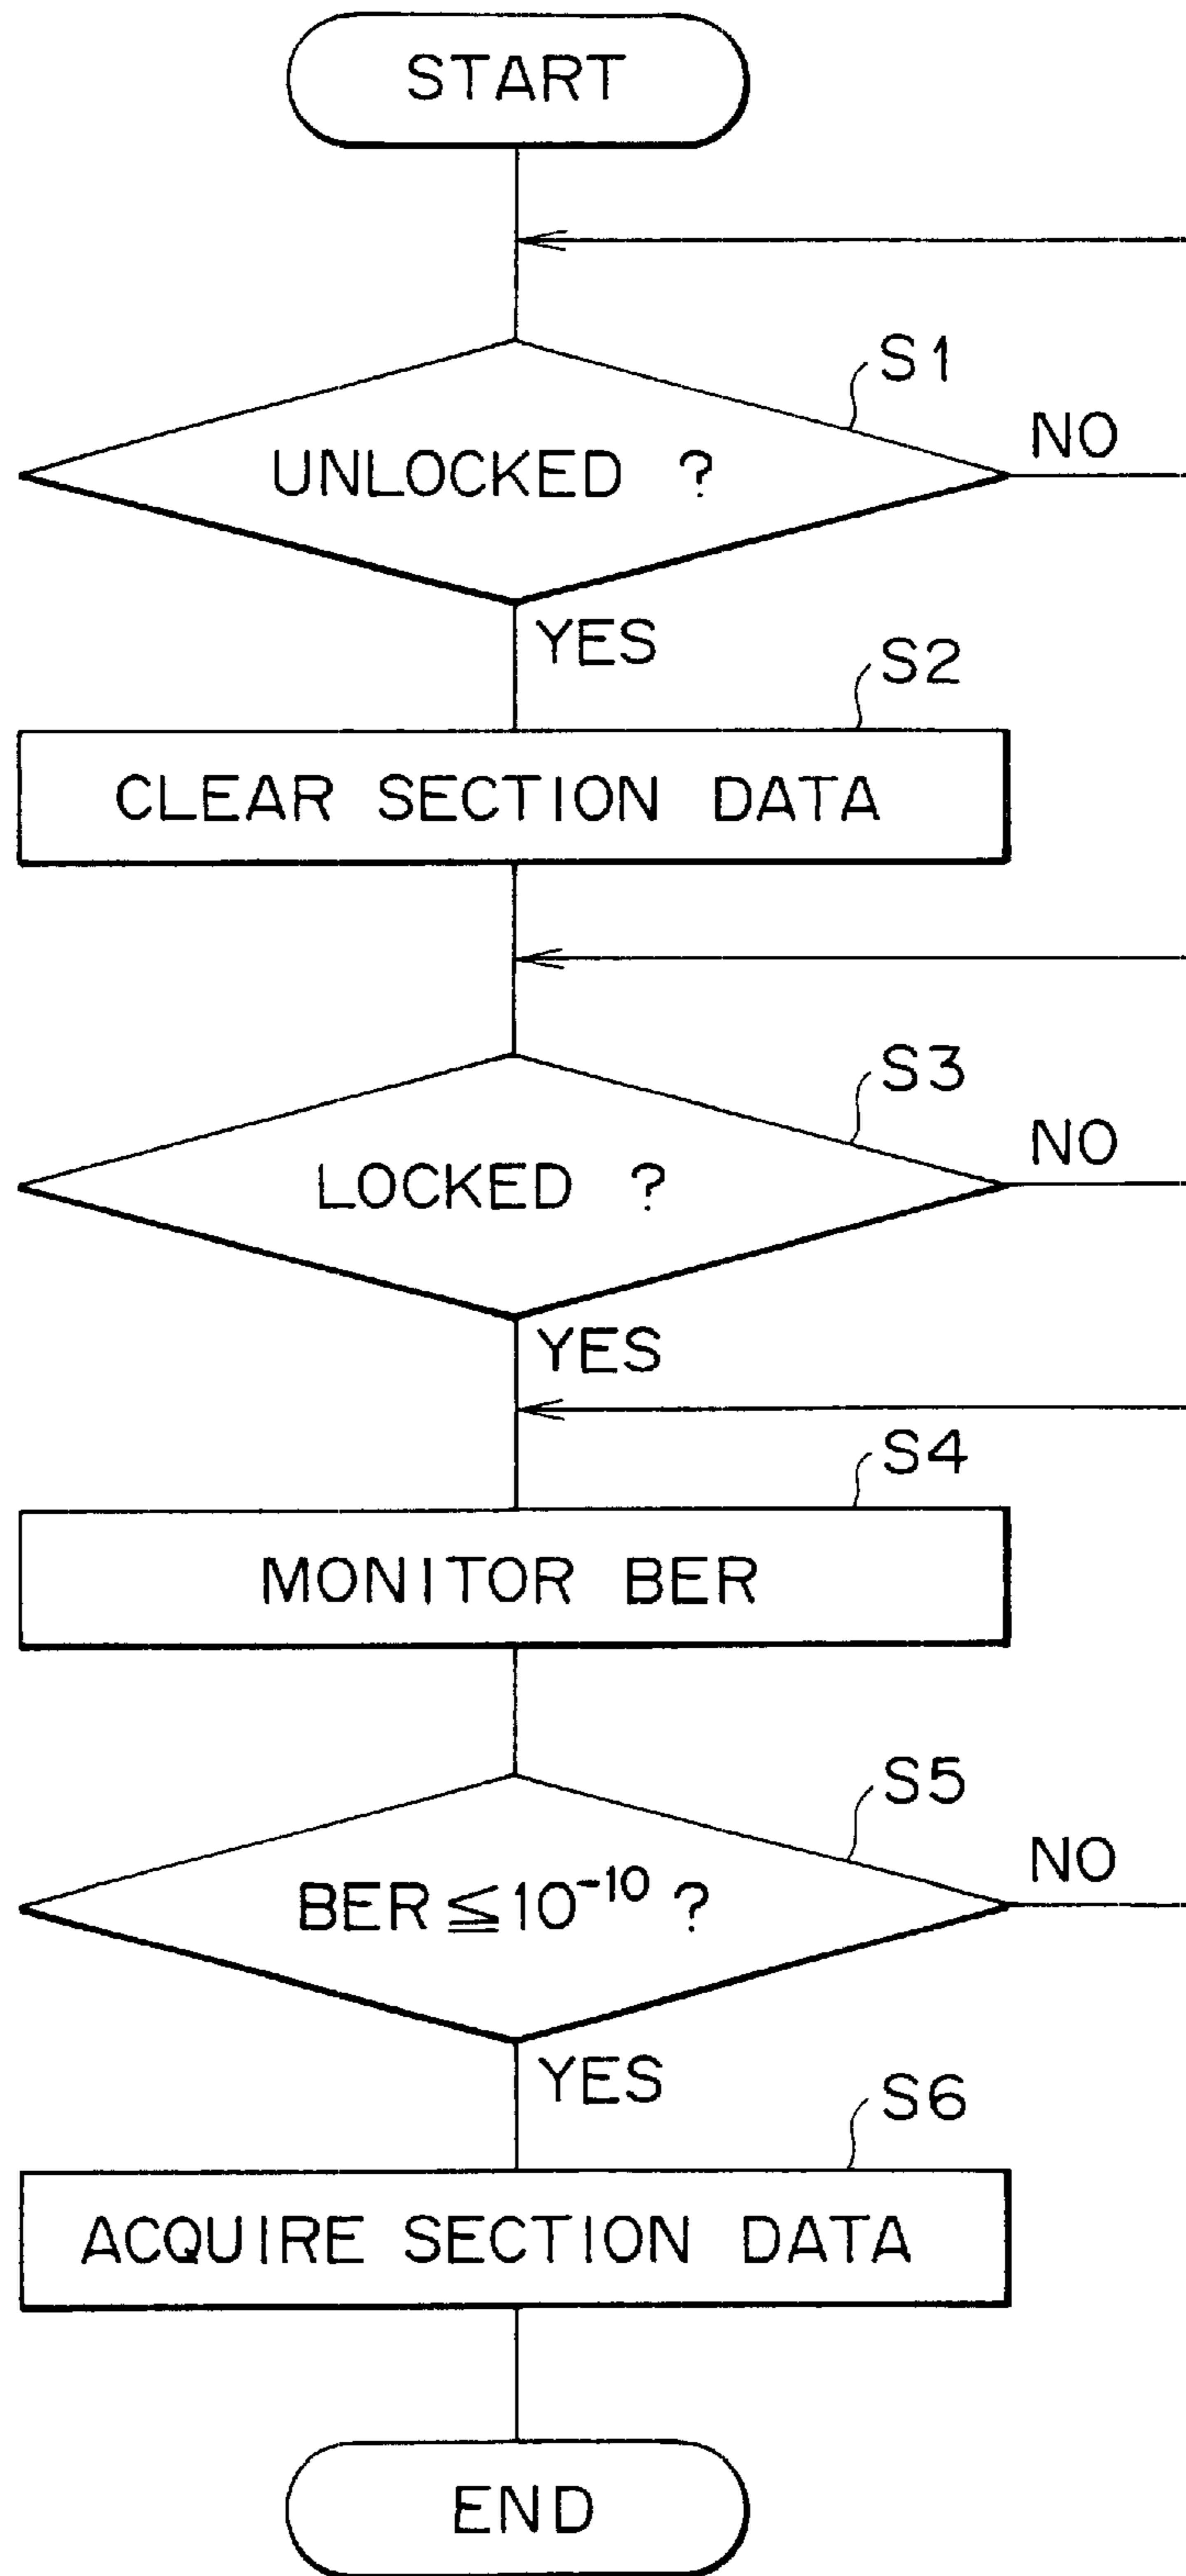 START
S1
UNLOCKED ?
NO
YES
S2
CLEAR SECTION DATA
S3
LOCKED ?
NO
YES
S4
MONITOR BER
S5
BER ≦ 10⁻¹⁰ ?
NO
YES
S6
ACQUIRE SECTION DATA
END